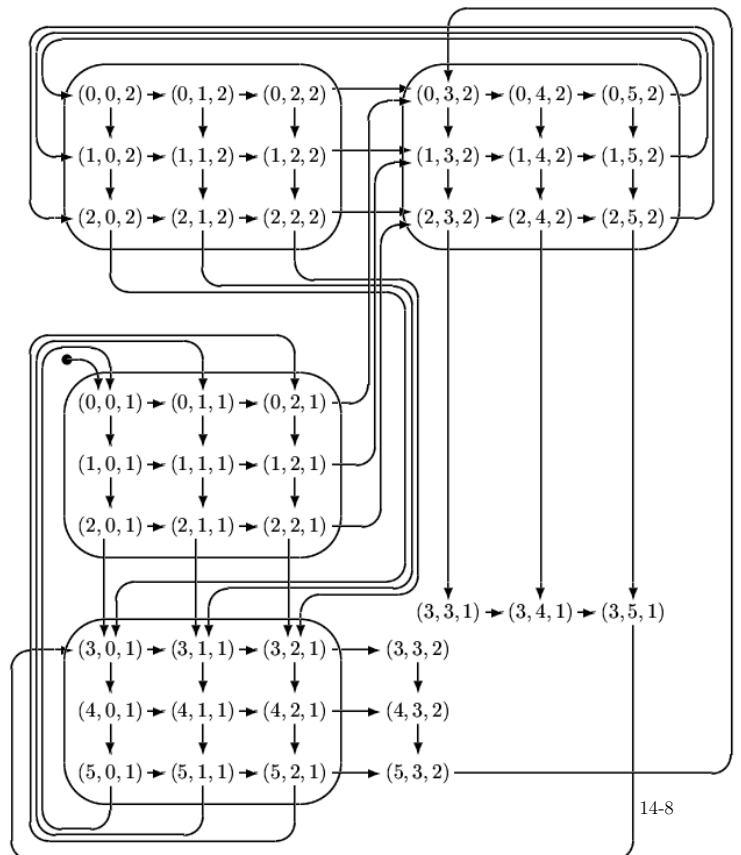 (0,0,2) (0,1,2) (0,2,2) (0,3,2) (0,4,2) (0,5,2)
(1,0,2) (1,1,2) (1,2,2) (1,3,2) (1,4,2) (1,5,2)
(2,0,2) (2,1,2) (2,2,2) (2,3,2) (2,4,2) (2,5,2)
(0,0,1) (0,1,1) (0,2,1)
(1,0,1) (1,1,1) (1,2,1)
(2,0,1) (2,1,1) (2,2,1)
(3,3,1) (3,4,1) (3,5,1)
(3,0,1) (3,1,1) (3,2,1) (3,3,2)
(4,0,1) (4,1,1) (4,2,1) (4,3,2)
(5,0,1) (5,1,1) (5,2,1) (5,3,2)
14-8